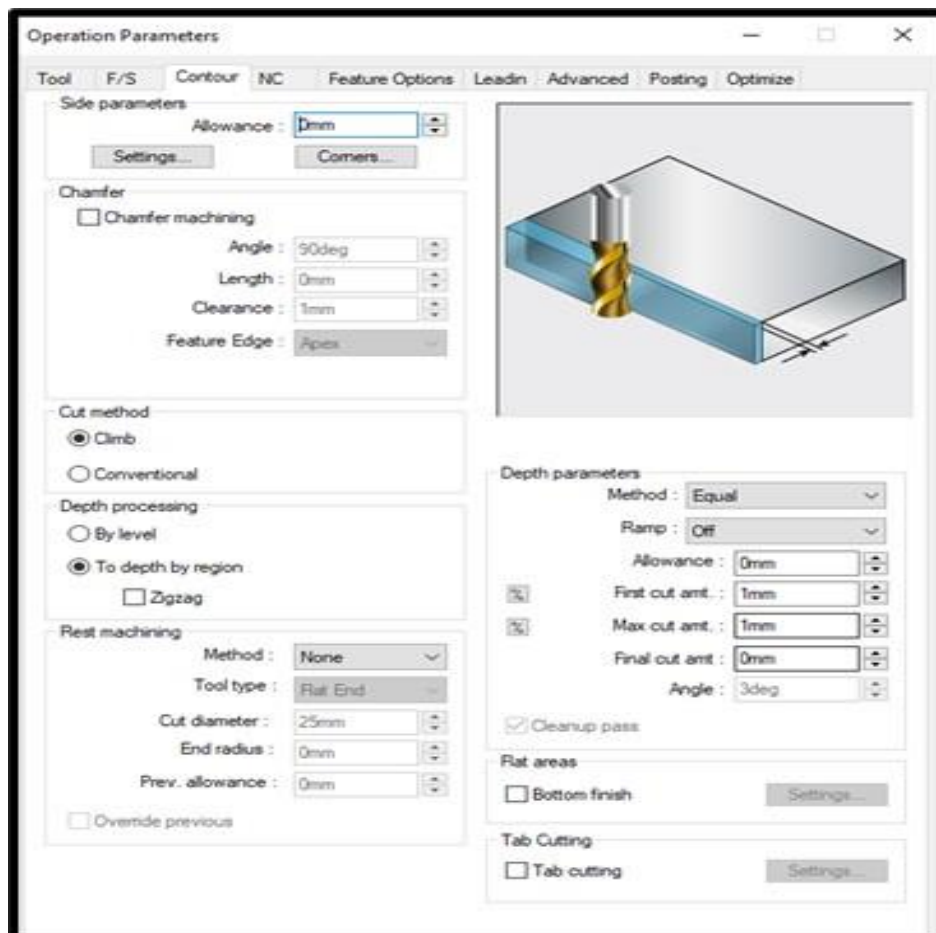 Operation Parameters
Tool F/S Contour NC Feature Options Leadin Advanced Posting Optimize
Side parameters
Allowance : 0mm
Settings... Corners...
Chamfer
Chamfer machining
Angle : 90deg
Length : 0mm
Clearance : 1mm
Feature Edge : Apex
Cut method
Climb
Conventional
Depth processing
By level
To depth by region
Zigzag
Rest machining
Method : None
Tool type : Flat End
Cut diameter : 25mm
End radius : 0mm
Prev. allowance : 0mm
Override previous
Depth parameters
Method : Equal
Ramp : Off
Allowance : 0mm
% First cut amt. : 1mm
% Max cut amt. : 1mm
Final cut amt : 0mm
Angle : 3deg
Cleanup pass
Flat areas
Bottom finish Settings...
Tab Cutting
Tab cutting Settings...